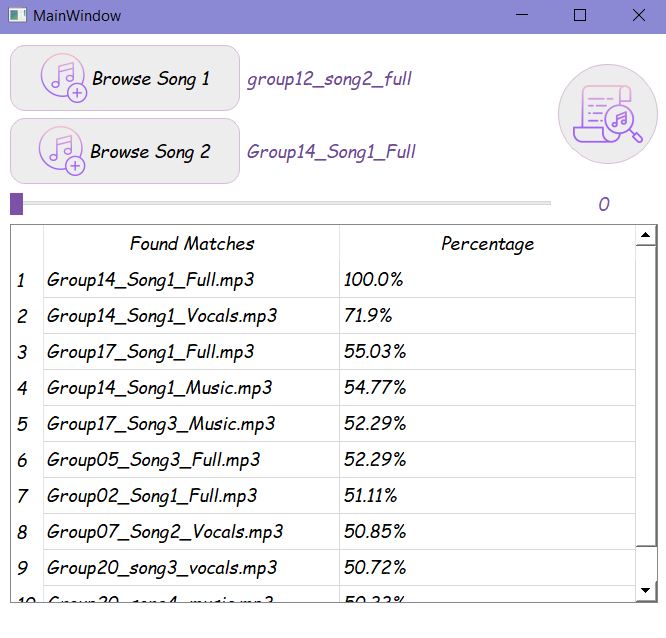 MainWindow
Browse Song 1 group12_song2_full
Browse Song 2 Group14_Song1_Full
0
Found Matches Percentage
1 Group14_Song1_Full.mp3 100.0%
2 Group14_Song1_Vocals.mp3 71.9%
3 Group17_Song1_Full.mp3 55.03%
4 Group14_Song1_Music.mp3 54.77%
5 Group17_Song3_Music.mp3 52.29%
6 Group05_Song3_Full.mp3 52.29%
7 Group02_Song1_Full.mp3 51.11%
8 Group07_Song2_Vocals.mp3 50.85%
9 Group20_song3_vocals.mp3 50.72%
10 Group20_song4_music.mp3